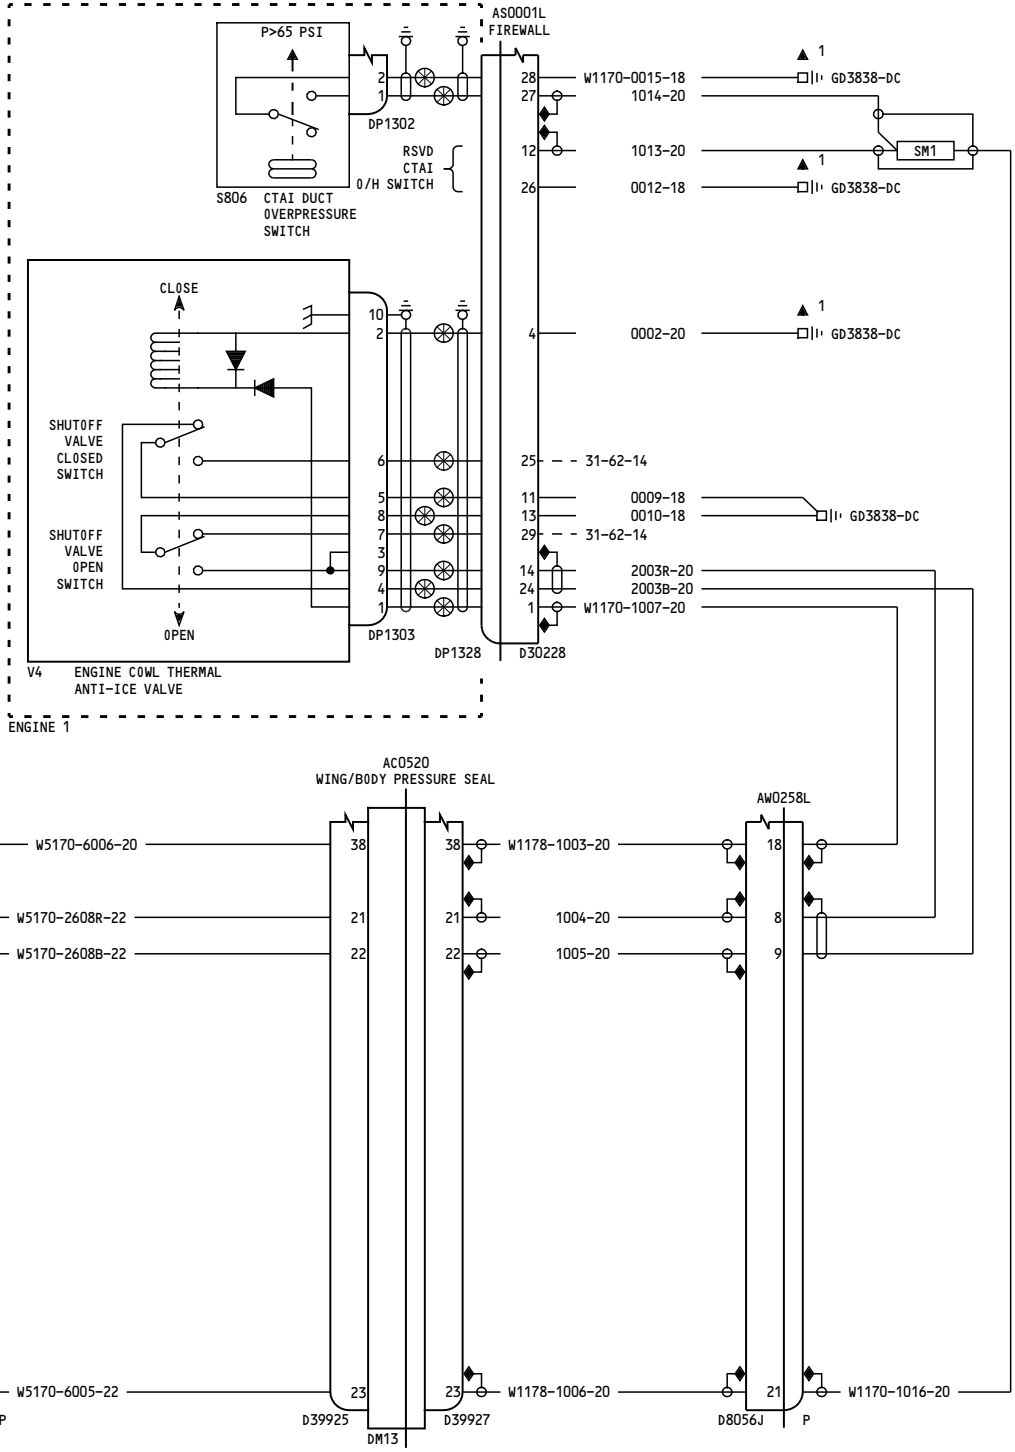 AS0001L
FIREWALL
P>65 PSI
2
1
DP1302
RSVD
CTAI
O/H SWITCH
S806 CTAI DUCT
OVERPRESSURE
SWITCH
28 W1170-0015-18 1 GD3838-DC
27 1014-20
12 1013-20 SM1
26 0012-18 1 GD3838-DC
CLOSE
10
2
4 0002-20 1 GD3838-DC
SHUTOFF
VALVE
CLOSED
SWITCH
6
25 31-62-14
5
11 0009-18
8
13 0010-18 GD3838-DC
SHUTOFF
VALVE
OPEN
SWITCH
7
29 31-62-14
3
9
14 2003R-20
4
24 2003B-20
1
1 W1170-1007-20
OPEN
DP1303
DP1328 D30228
V4 ENGINE COWL THERMAL
ANTI-ICE VALVE
ENGINE 1
AC0520
WING/BODY PRESSURE SEAL
AW0258L
W5170-6006-20 38 38 W1178-1003-20 18
W5170-2608R-22 21 21 1004-20 8
W5170-2608B-22 22 22 1005-20 9
W5170-6005-22 23 23 W1178-1006-20 21 W1170-1016-20
P D39925 D39927 D8056J P
DM13